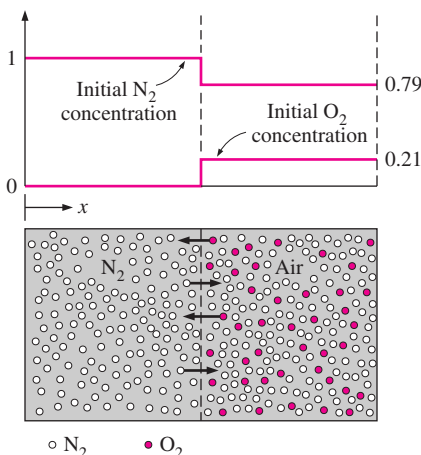 1
Initial N₂
concentration
0.79
Initial O₂
concentration
0.21
0
x
N₂
Air
N₂
O₂